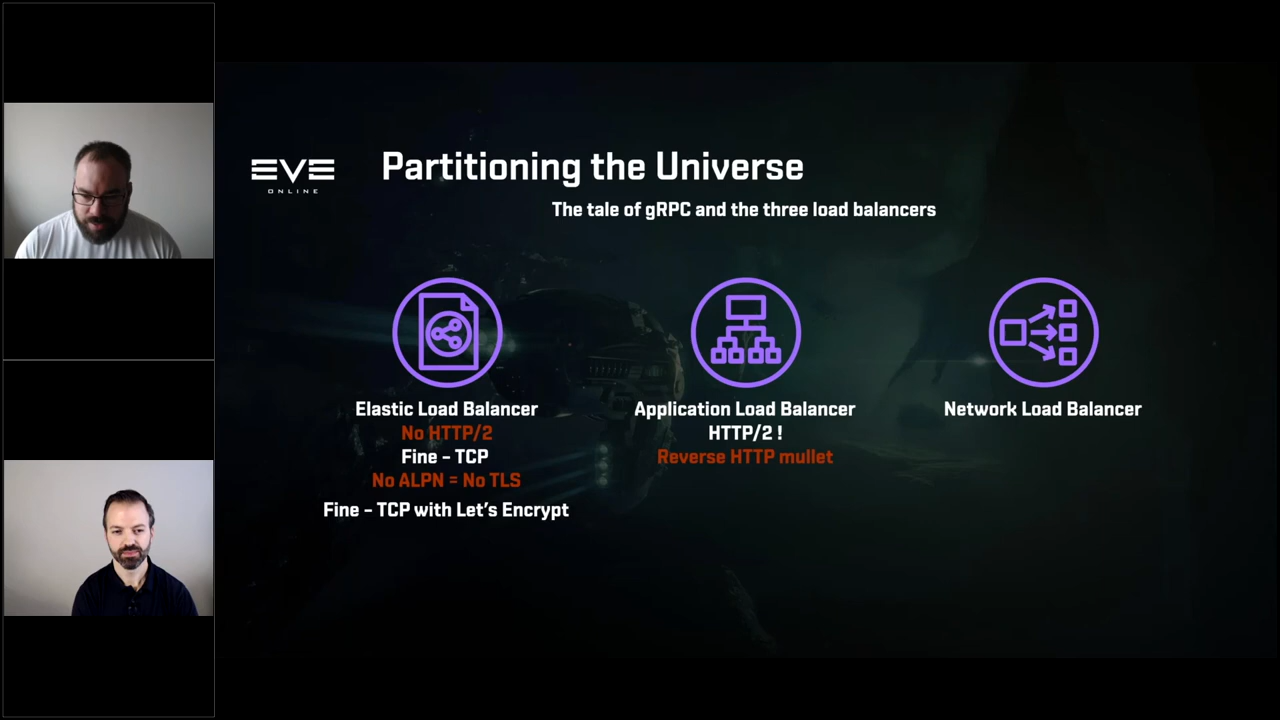 EVE
ONLINE
Partitioning the Universe
The tale of gRPC and the three load balancers
Elastic Load Balancer
No HTTP/2
Fine – TCP
No ALPN = No TLS
Fine – TCP with Let's Encrypt
Application Load Balancer
HTTP/2 !
Reverse HTTP mullet
Network Load Balancer